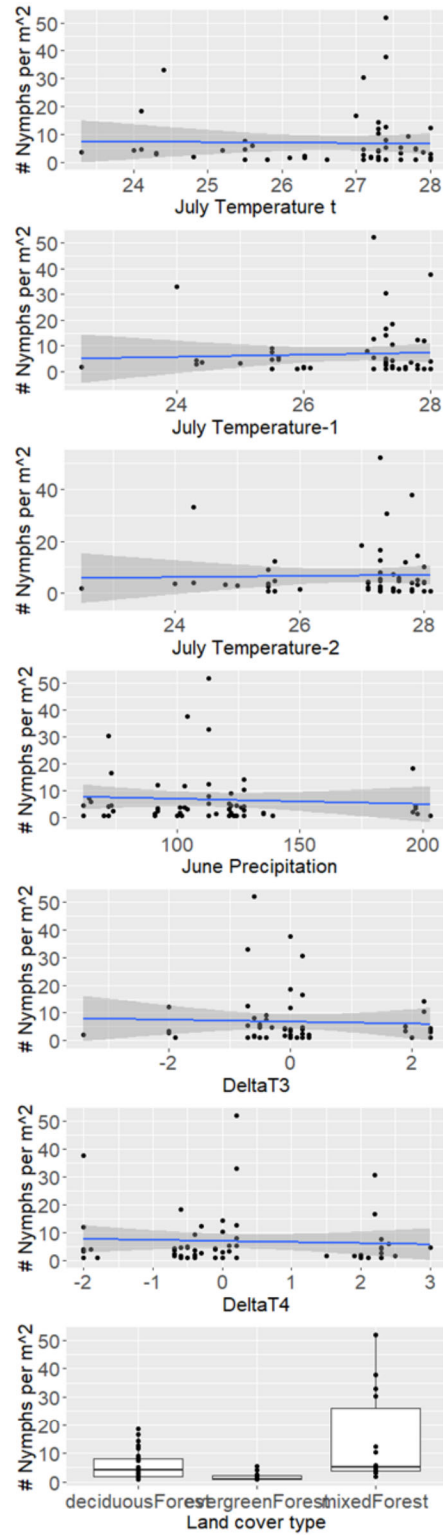 # Nymphs per m^2
50
40
30
20
10
0
24 25 26 27 28
July Temperature t
# Nymphs per m^2
50
40
30
20
10
0
24 26 28
July Temperature-1
# Nymphs per m^2
40
20
0
24 26 28
July Temperature-2
# Nymphs per m^2
50
40
30
20
10
0
100 150 200
June Precipitation
# Nymphs per m^2
50
40
30
20
10
0
-2 0 2
DeltaT3
# Nymphs per m^2
50
40
30
20
10
0
-2 -1 0 1 2 3
DeltaT4
# Nymphs per m^2
50
40
30
20
10
0
deciduousForest evergreenForest mixedForest
Land cover type